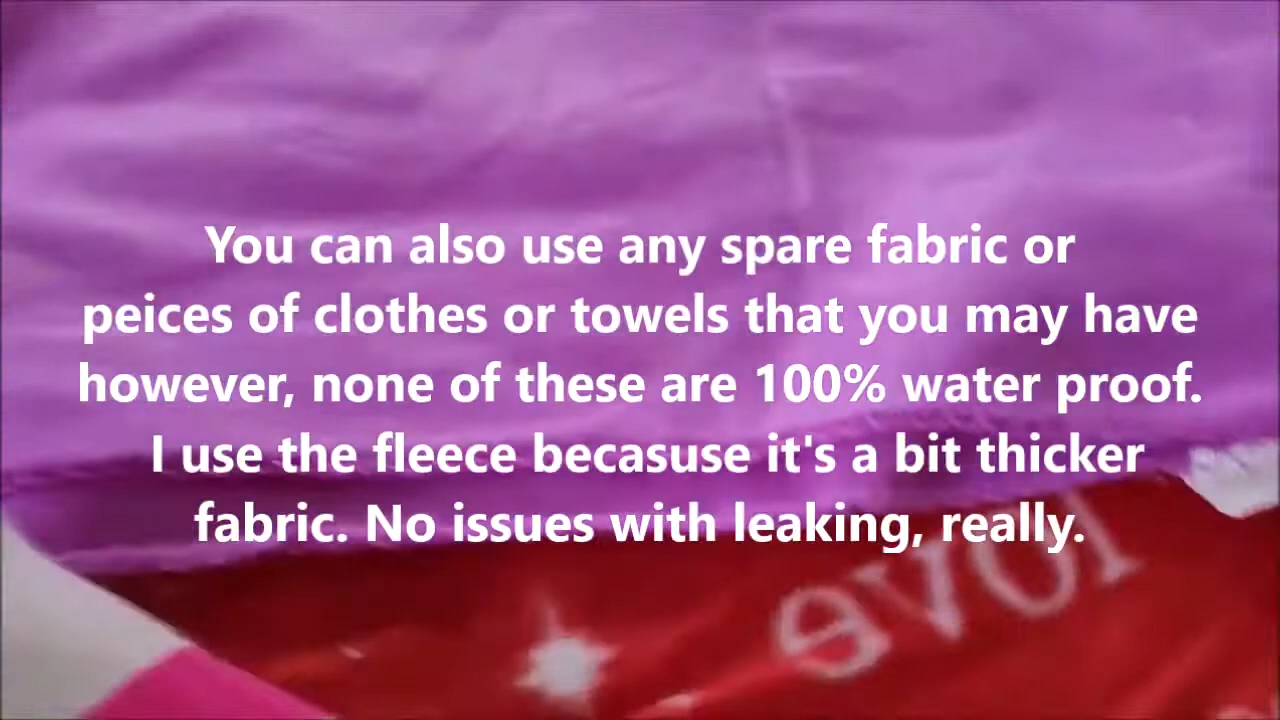 You can also use any spare fabric or
peices of clothes or towels that you may have
however, none of these are 100% water proof.
I use the fleece becasuse it's a bit thicker
fabric. No issues with leaking, really.
love